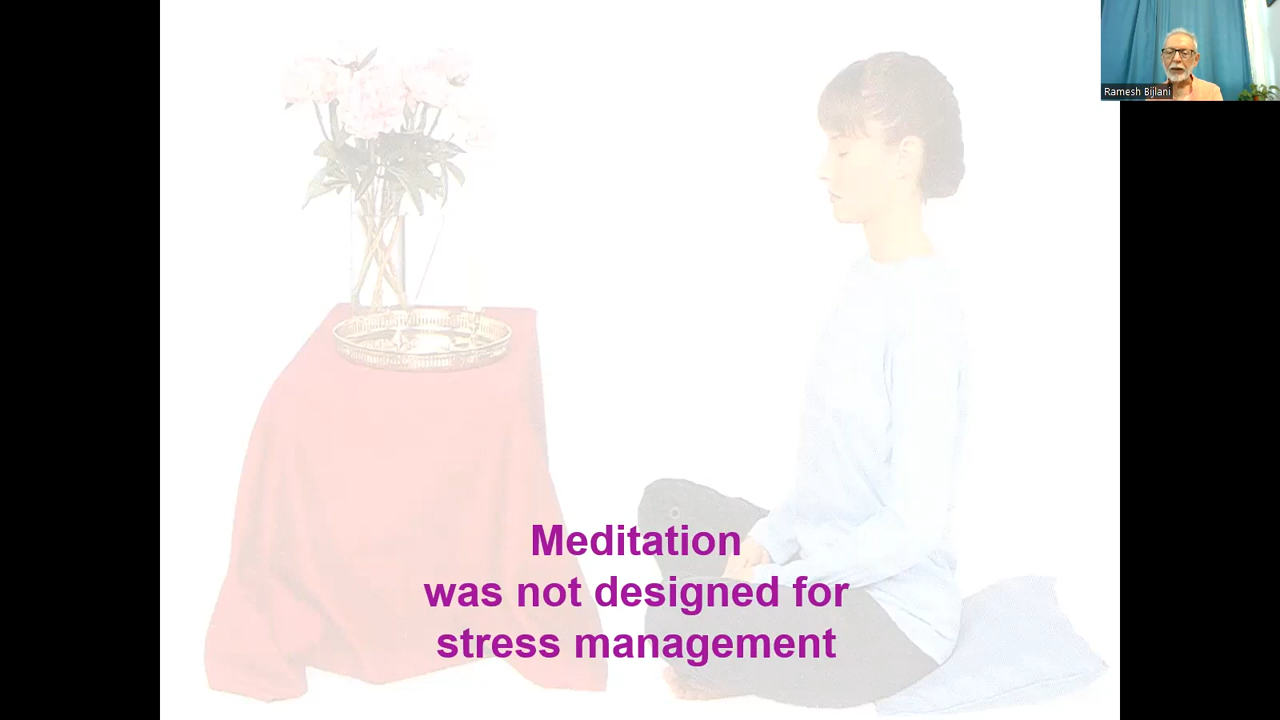 Ramesh Bijlani
Meditation
was not designed for
stress management